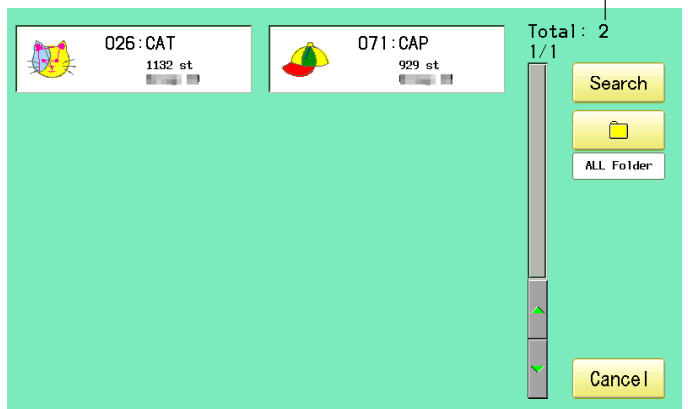 026:CAT
1132 st
071:CAP
929 st
Total: 2
1/1
Search
ALL Folder
Cancel